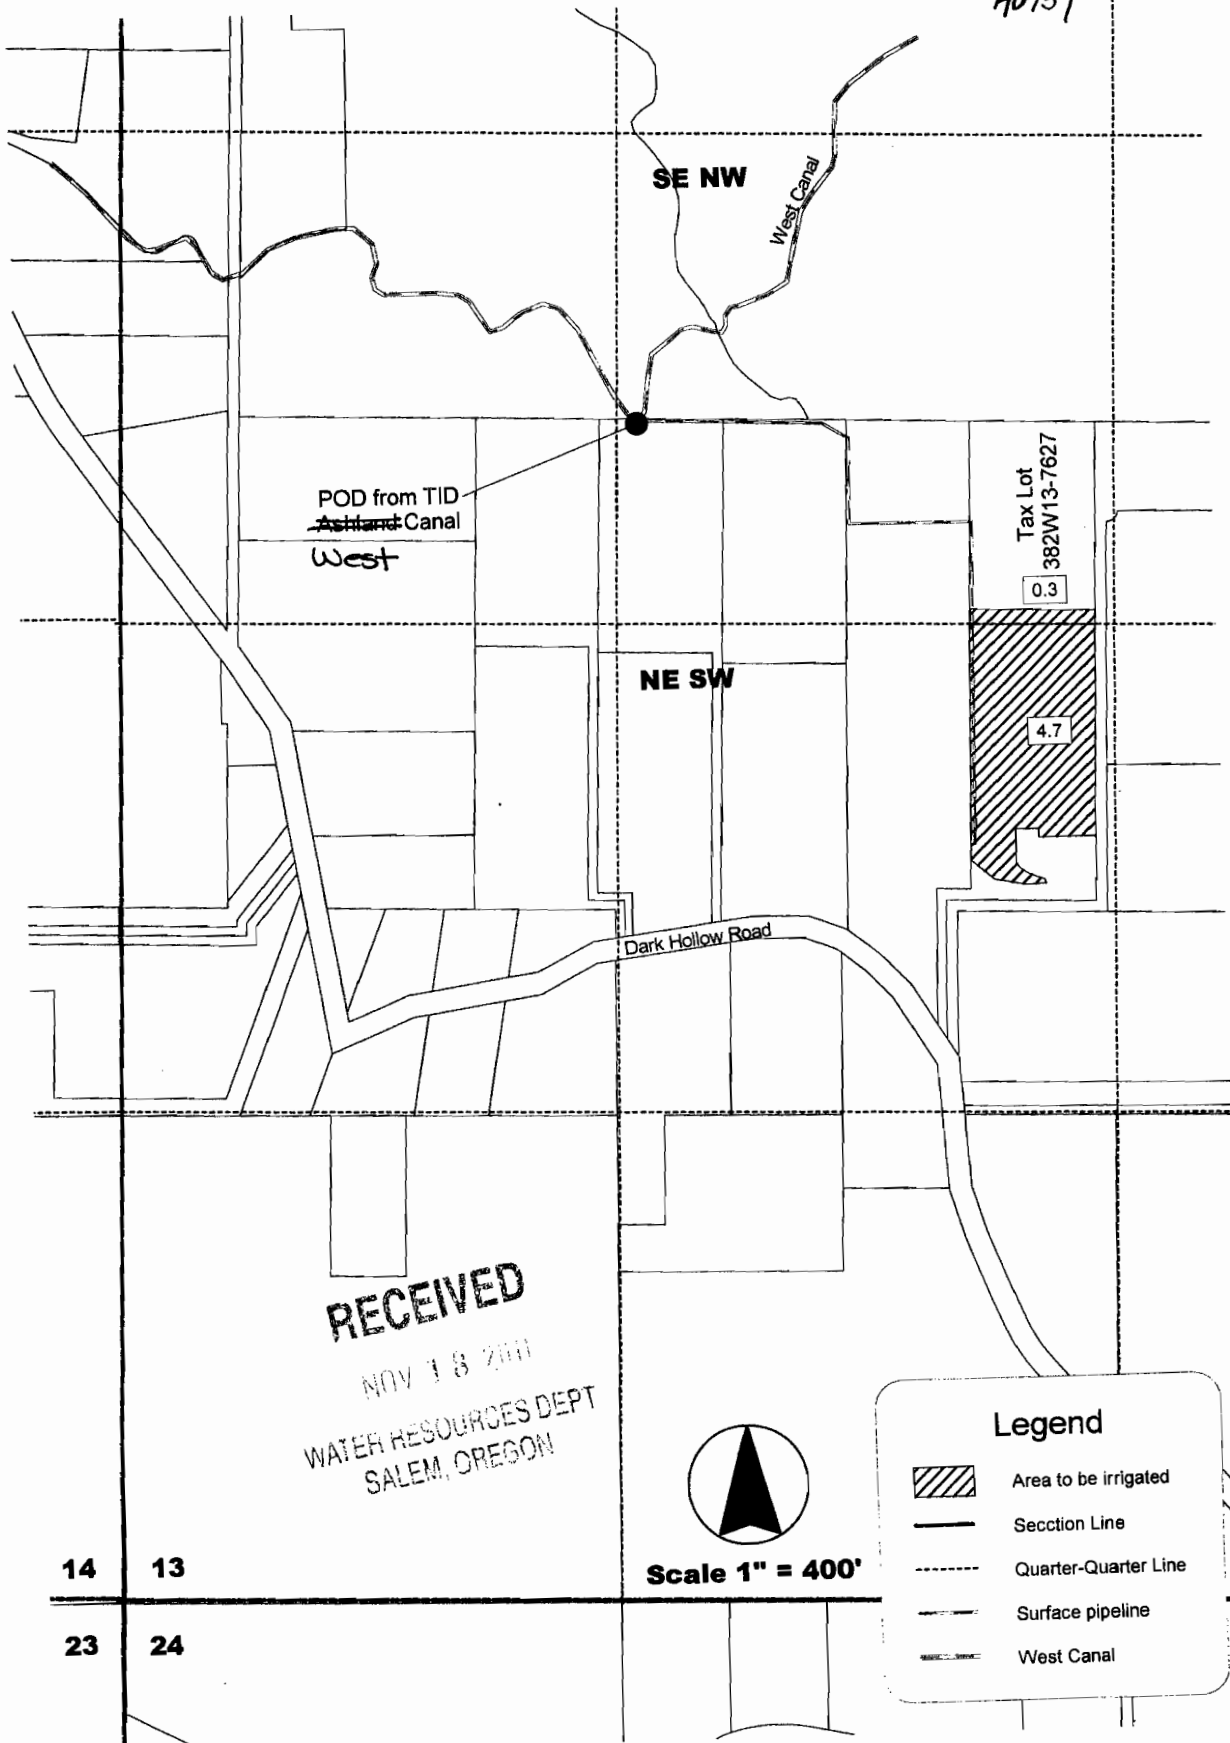 SE NW
West Canal
POD from TID
Ashland Canal
West
Tax Lot
382W13-7627
0.3
NE SW
4.7
Dark Hollow Road
RECEIVED
NOV 18
WATER RESOURCES DEPT
SALEM, OREGON
Legend
Area to be irrigated
Secction Line
Quarter-Quarter Line
Surface pipeline
West Canal
Scale 1" = 400'
14 13
23 24